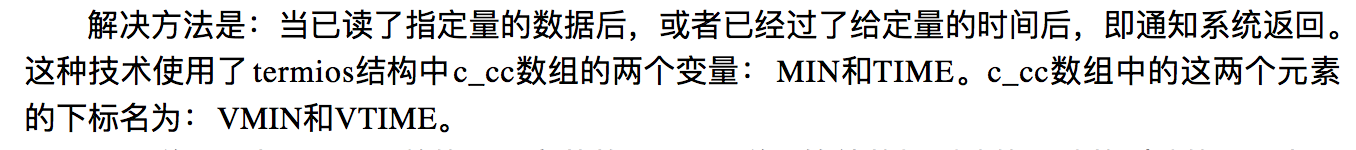 解决方法是：当已读了指定量的数据后，或者已经过了给定量的时间后，即通知系统返回。
这种技术使用了termios结构中c_cc数组的两个变量：MIN和TIME。c_cc数组中的这两个元素
的下标名为：VMIN和VTIME。